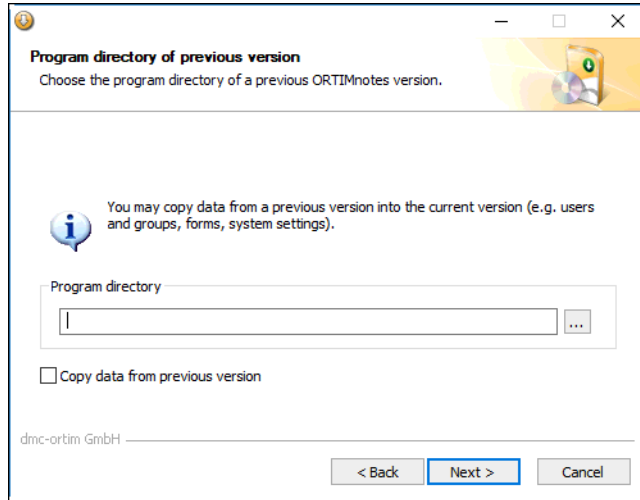 Program directory of previous version
Choose the program directory of a previous ORTIMnotes version.
You may copy data from a previous version into the current version (e.g. users
and groups, forms, system settings).
Program directory
...
Copy data from previous version
dmc-ortim GmbH
< Back
Next >
Cancel